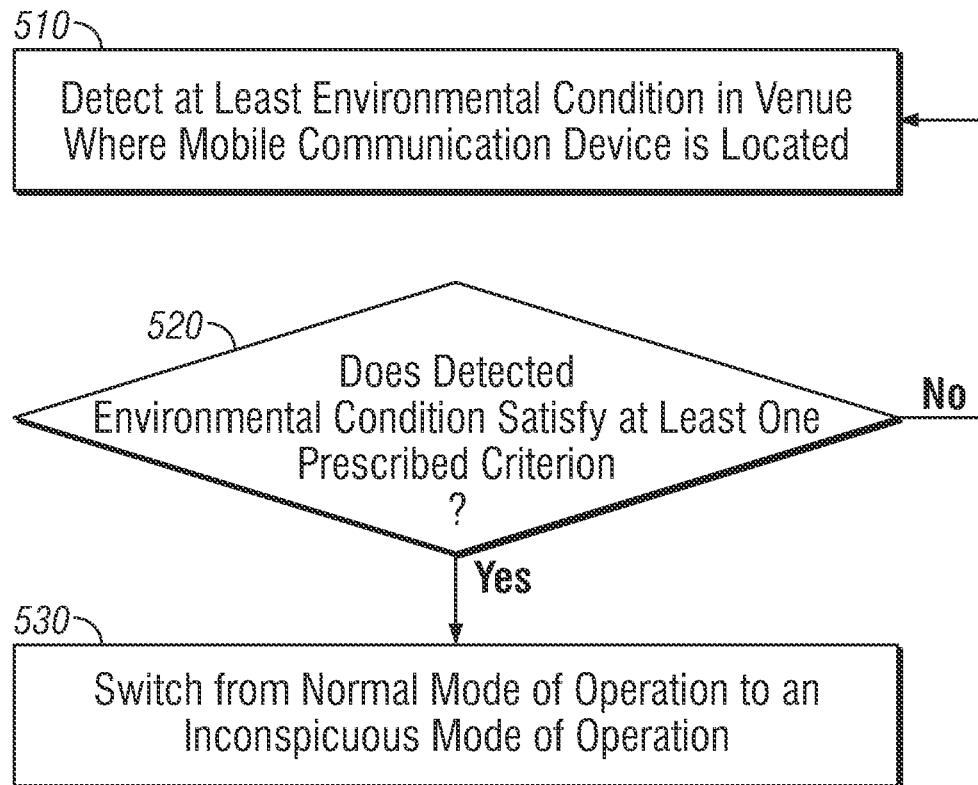 510
Detect at Least Environmental Condition in Venue
Where Mobile Communication Device is Located
520
Does Detected
Environmental Condition Satisfy at Least One
Prescribed Criterion
?
No
Yes
530
Switch from Normal Mode of Operation to an
Inconspicuous Mode of Operation